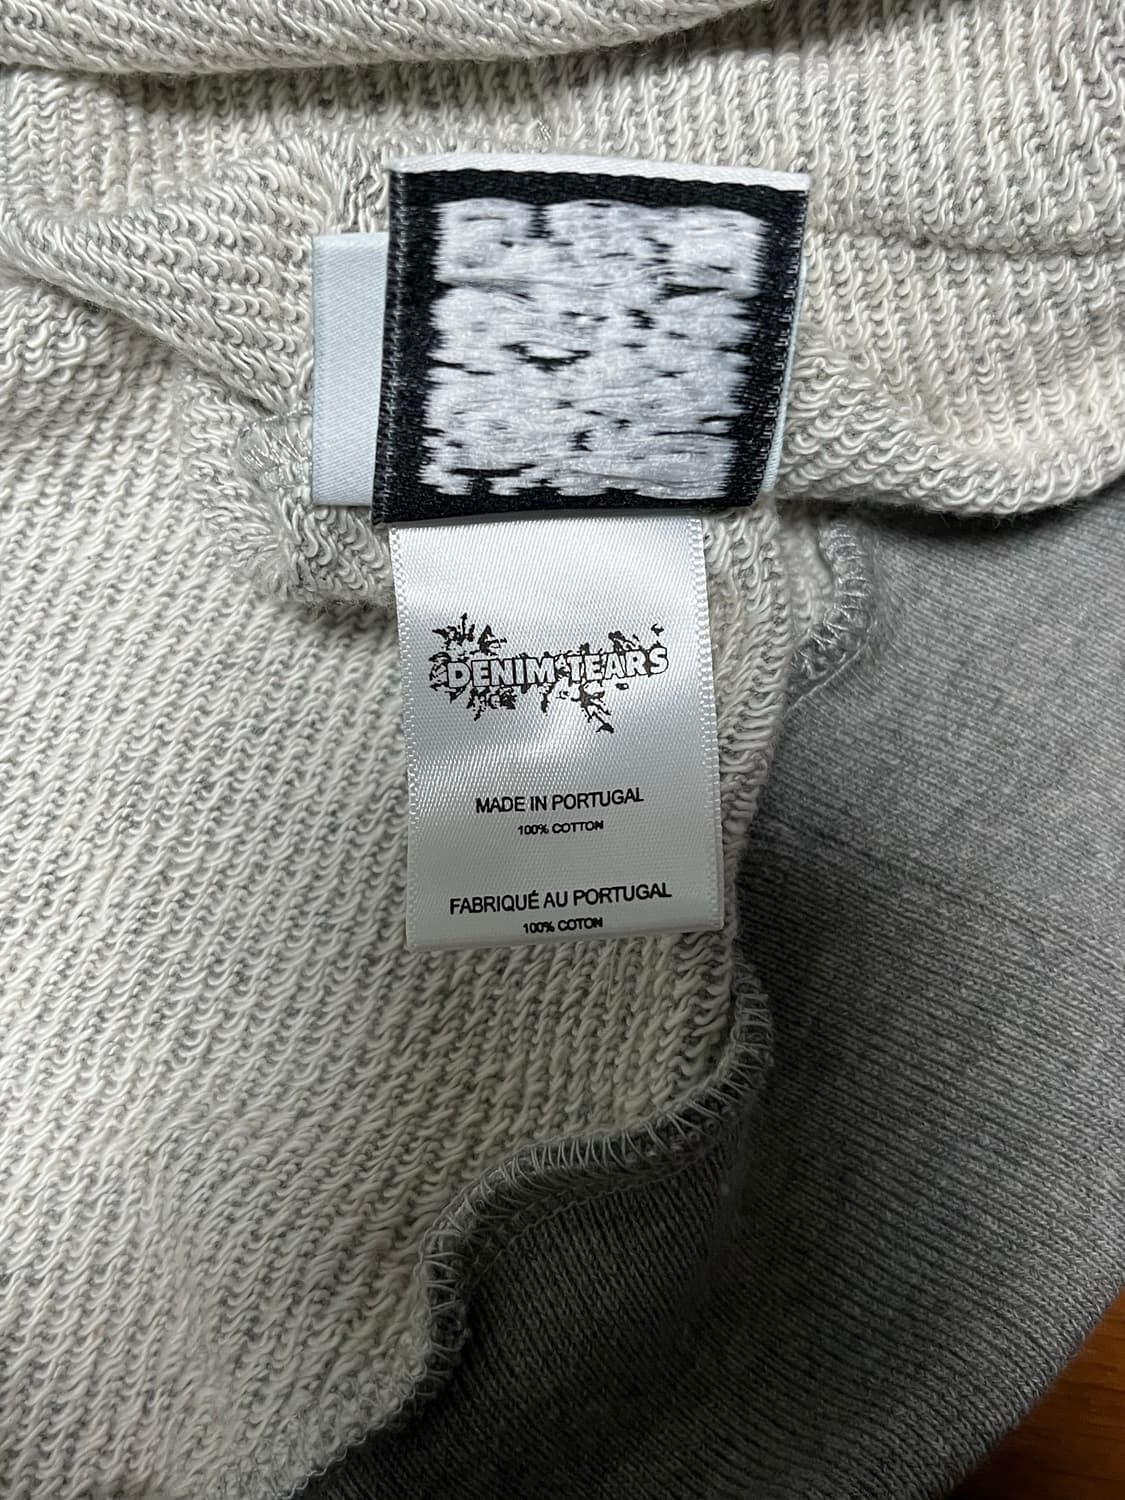 DENIM TEARS
MADE IN PORTUGAL
100% COTTON
FABRIQUÉ AU PORTUGAL
100% COTON